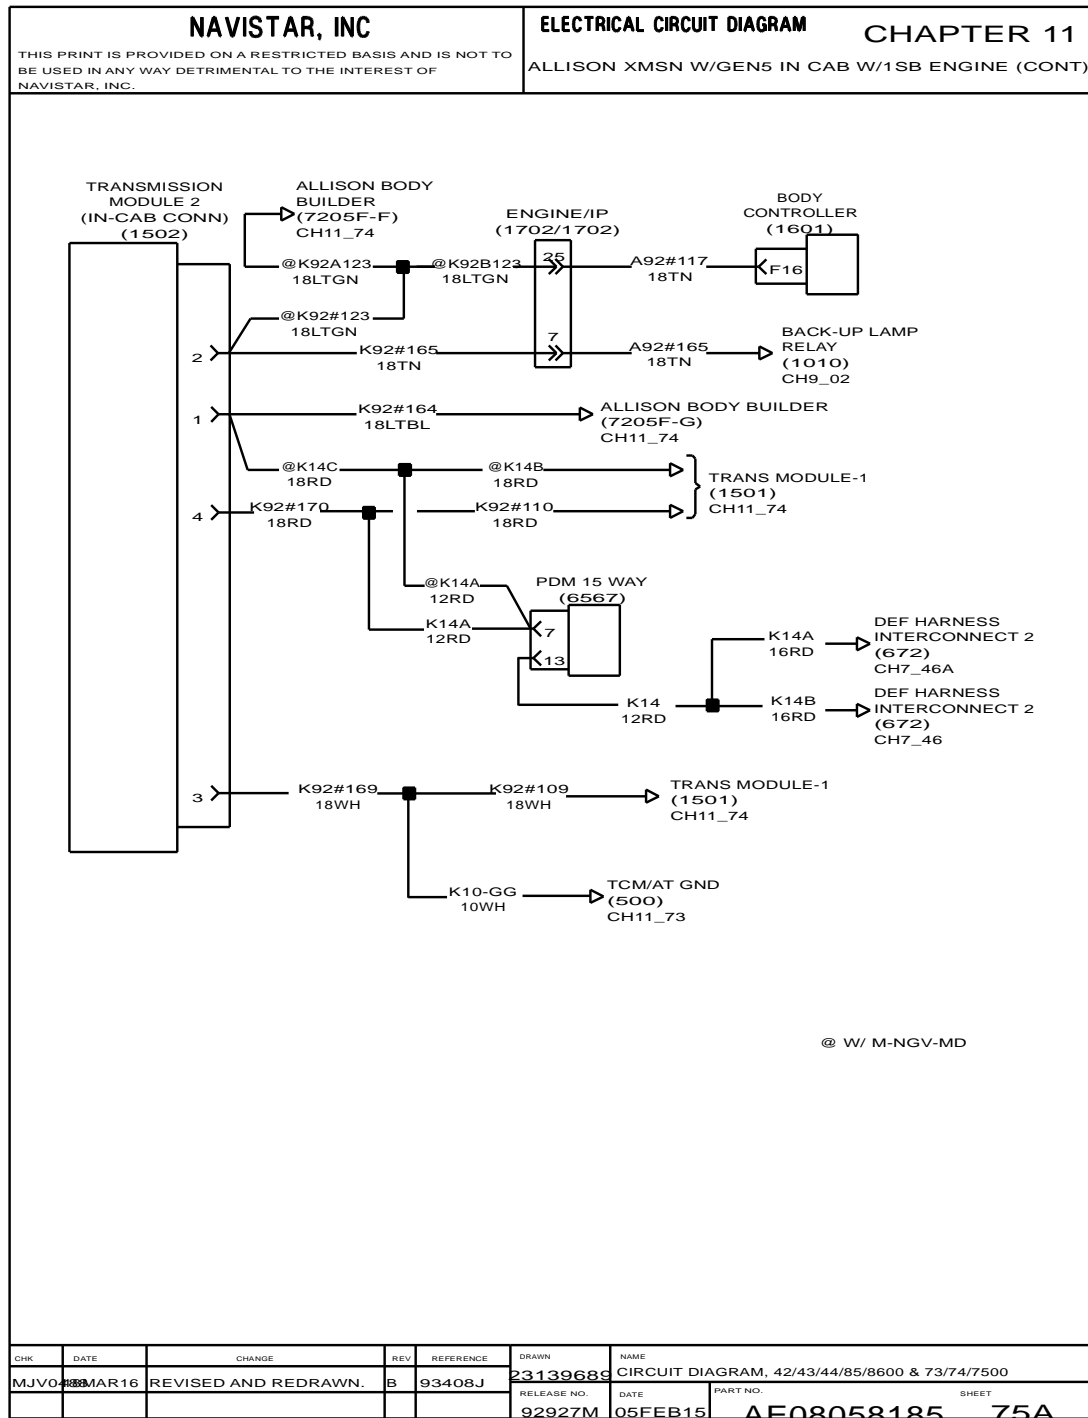 NAVISTAR, INC
THIS PRINT IS PROVIDED ON A RESTRICTED BASIS AND IS NOT TO
BE USED IN ANY WAY DETRIMENTAL TO THE INTEREST OF
NAVISTAR, INC.
ELECTRICAL CIRCUIT DIAGRAM
CHAPTER 11
ALLISON XMSN W/GEN5 IN CAB W/1SB ENGINE (CONT)
TRANSMISSION
MODULE 2
(IN-CAB CONN)
(1502)
ALLISON BODY
BUILDER
(7205F-F)
CH11_74
ENGINE/IP
(1702/1702)
BODY
CONTROLLER
(1601)
@K92A123
18LTGN
@K92B123
18LTGN
25
A92#117
18TN
F16
@K92#123
18LTGN
2
K92#165
18TN
7
A92#165
18TN
BACK-UP LAMP
RELAY
(1010)
CH9_02
1
K92#164
18LTBL
ALLISON BODY BUILDER
(7205F-G)
CH11_74
@K14C
18RD
@K14B
18RD
TRANS MODULE-1
(1501)
CH11_74
4
K92#170
18RD
K92#110
18RD
@K14A
12RD
PDM 15 WAY
(6567)
K14A
12RD
7
13
K14A
16RD
DEF HARNESS
INTERCONNECT 2
(672)
CH7_46A
K14
12RD
K14B
16RD
DEF HARNESS
INTERCONNECT 2
(672)
CH7_46
3
K92#169
18WH
K92#109
18WH
TRANS MODULE-1
(1501)
CH11_74
K10-GG
10WH
TCM/AT GND
(500)
CH11_73
@ W/ M-NGV-MD
CHK DATE CHANGE REV REFERENCE
REVISED AND REDRAWN. B 93408J
DRAWN
23139689
NAME
CIRCUIT DIAGRAM, 42/43/44/85/8600 & 73/74/7500
RELEASE NO.
92927M
DATE
05FEB15
PART NO.
AE08058185
SHEET
75A